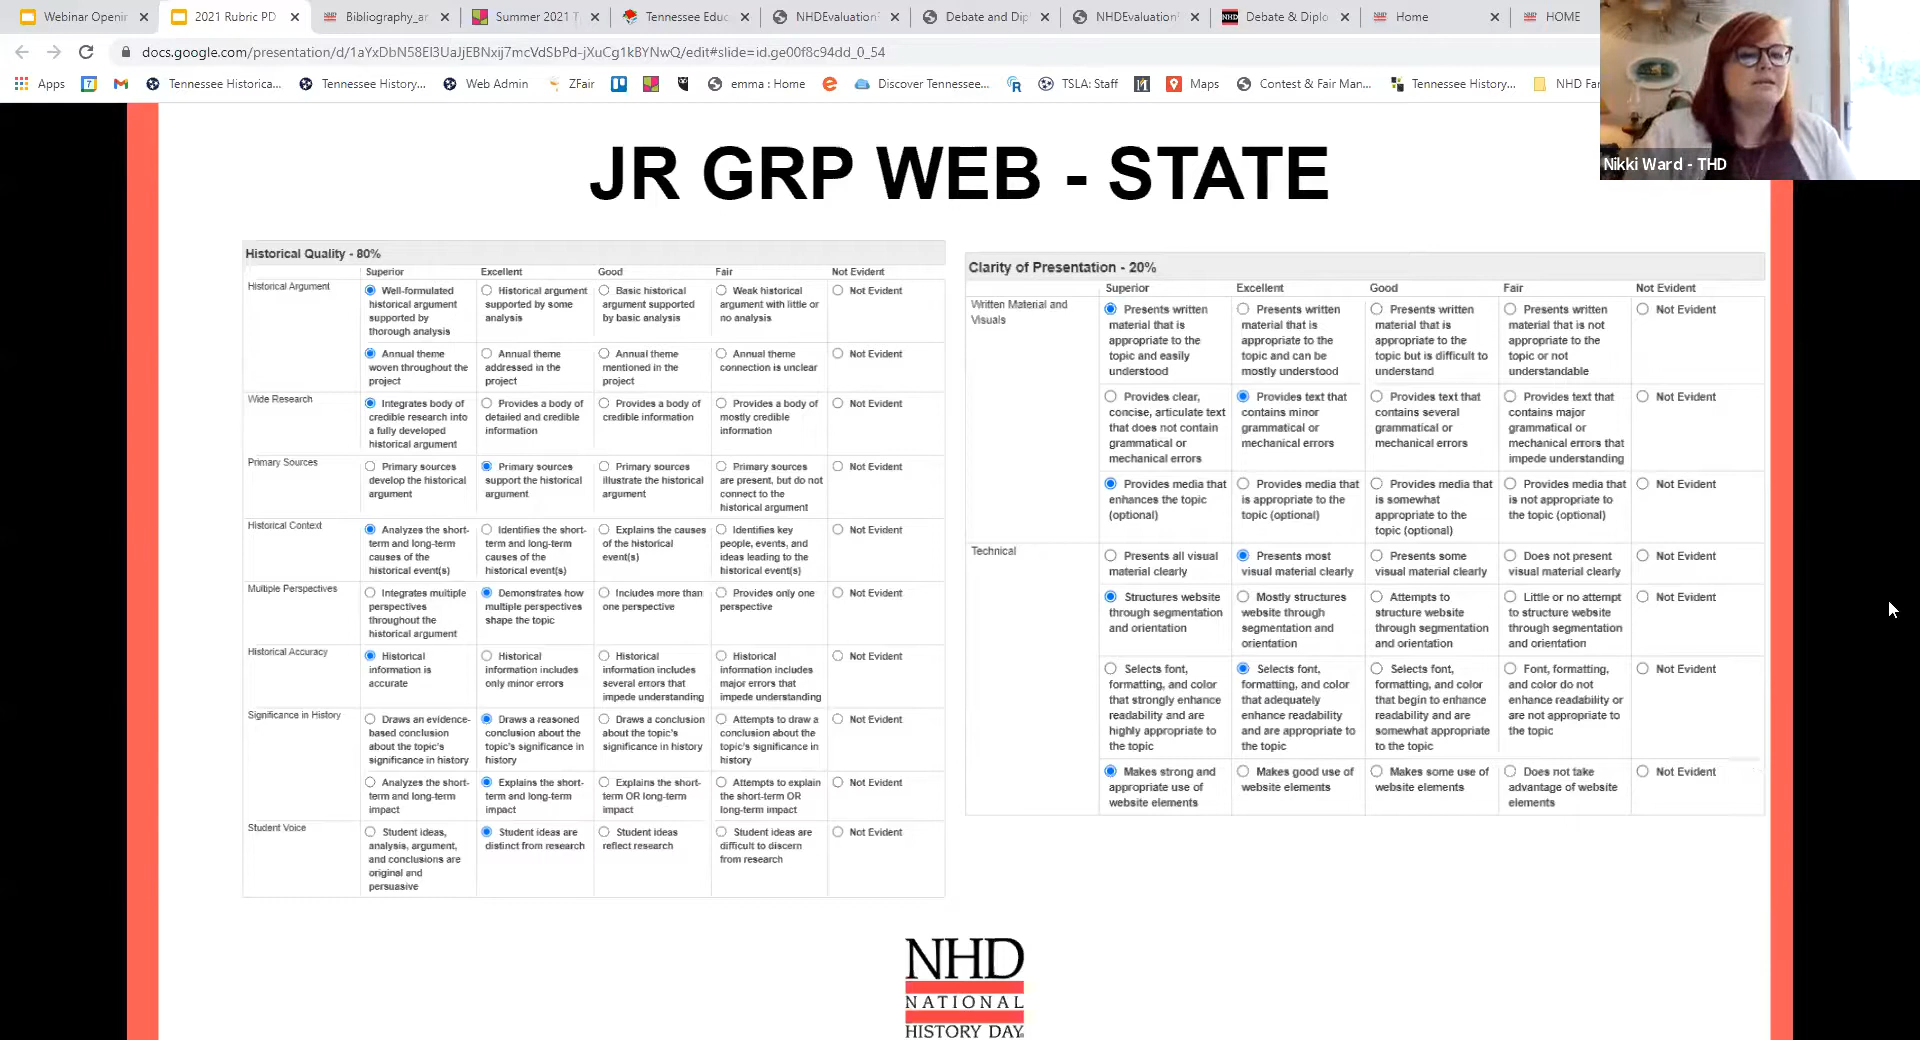 Webinar Openin
2021 Rubric PD
Bibliography_ar
Summer 2021 T
Tennessee Educ
NHDEvaluation
Debate and Dip
NHDEvaluation
Debate & Diplo
Home
HOME
docs.google.com/presentation/d/1aYxDbN58EI3UaJjEBNxij7mcVdSbPd-jXuCg1kBYNwQ/edit#slide=id.ge00f8c94dd_0_54
Apps
Tennessee Historica...
Tennessee History...
Web Admin
ZFair
emma : Home
Discover Tennessee...
TSLA: Staff
Maps
Contest & Fair Man...
Tennessee History...
NHD Far
Nikki Ward - THD
JR GRP WEB - STATE
Historical Quality - 80%
Superior Excellent Good Fair Not Evident
Historical Argument
Well-formulated
historical argument
supported by
thorough analysis
Historical argument
supported by some
analysis
Basic historical
argument supported
by basic analysis
Weak historical
argument with little or
no analysis
Not Evident
Annual theme
woven throughout the
project
Annual theme
addressed in the
project
Annual theme
mentioned in the
project
Annual theme
connection is unclear
Not Evident
Wide Research
Integrates body of
credible research into
a fully developed
historical argument
Provides a body of
detailed and credible
information
Provides a body of
credible information
Provides a body of
mostly credible
information
Not Evident
Primary Sources
Primary sources
develop the historical
argument
Primary sources
support the historical
argument
Primary sources
illustrate the historical
argument
Primary sources
are present, but do not
connect to the
historical argument
Not Evident
Historical Context
Analyzes the short-
term and long-term
causes of the
historical event(s)
Identifies the short-
term and long-term
causes of the
historical event(s)
Explains the causes
of the historical
event(s)
Identifies key
people, events, and
ideas leading to the
historical event(s)
Not Evident
Multiple Perspectives
Integrates multiple
perspectives
throughout the
historical argument
Demonstrates how
multiple perspectives
shape the topic
Includes more than
one perspective
Provides only one
perspective
Not Evident
Historical Accuracy
Historical
information is
accurate
Historical
information includes
only minor errors
Historical
information includes
several errors that
impede understanding
Historical
information includes
major errors that
impede understanding
Not Evident
Significance in History
Draws an evidence-
based conclusion
about the topic's
significance in history
Draws a reasoned
conclusion about the
topic's significance in
history
Draws a conclusion
about the topic's
significance in history
Attempts to draw a
conclusion about the
topic's significance in
history
Not Evident
Analyzes the short-
term and long-term
impact
Explains the short-
term and long-term
impact
Explains the short-
term OR long-term
impact
Attempts to explain
the short-term OR
long-term impact
Not Evident
Student Voice
Student ideas,
analysis, argument,
and conclusions are
original and
persuasive
Student ideas are
distinct from research
Student ideas
reflect research
Student ideas are
difficult to discern
from research
Not Evident
Clarity of Presentation - 20%
Superior Excellent Good Fair Not Evident
Written Material and
Visuals
Presents written
material that is
appropriate to the
topic and easily
understood
Presents written
material that is
appropriate to the
topic and can be
mostly understood
Presents written
material that is
appropriate to the
topic but is difficult to
understand
Presents written
material that is not
appropriate to the
topic or not
understandable
Not Evident
Provides clear,
concise, articulate text
that does not contain
grammatical or
mechanical errors
Provides text that
contains minor
grammatical or
mechanical errors
Provides text that
contains several
grammatical or
mechanical errors
Provides text that
contains major
grammatical or
mechanical errors that
impede understanding
Not Evident
Provides media that
enhances the topic
(optional)
Provides media that
is appropriate to the
topic (optional)
Provides media that
is somewhat
appropriate to the
topic (optional)
Provides media that
is not appropriate to
the topic (optional)
Not Evident
Technical
Presents all visual
material clearly
Presents most
visual material clearly
Presents some
visual material clearly
Does not present
visual material clearly
Not Evident
Structures website
through segmentation
and orientation
Mostly structures
website through
segmentation and
orientation
Attempts to
structure website
through segmentation
and orientation
Little or no attempt
to structure website
through segmentation
and orientation
Not Evident
Selects font,
formatting, and color
that strongly enhance
readability and are
highly appropriate to
the topic
Selects font,
formatting, and color
that adequately
enhance readability
and are appropriate to
the topic
Selects font,
formatting, and color
that begin to enhance
readability and are
somewhat appropriate
to the topic
Font, formatting,
and color do not
enhance readability or
are not appropriate to
the topic
Not Evident
Makes strong and
appropriate use of
website elements
Makes good use of
website elements
Makes some use of
website elements
Does not take
advantage of website
elements
Not Evident
NHD
NATIONAL
HISTORY DAY